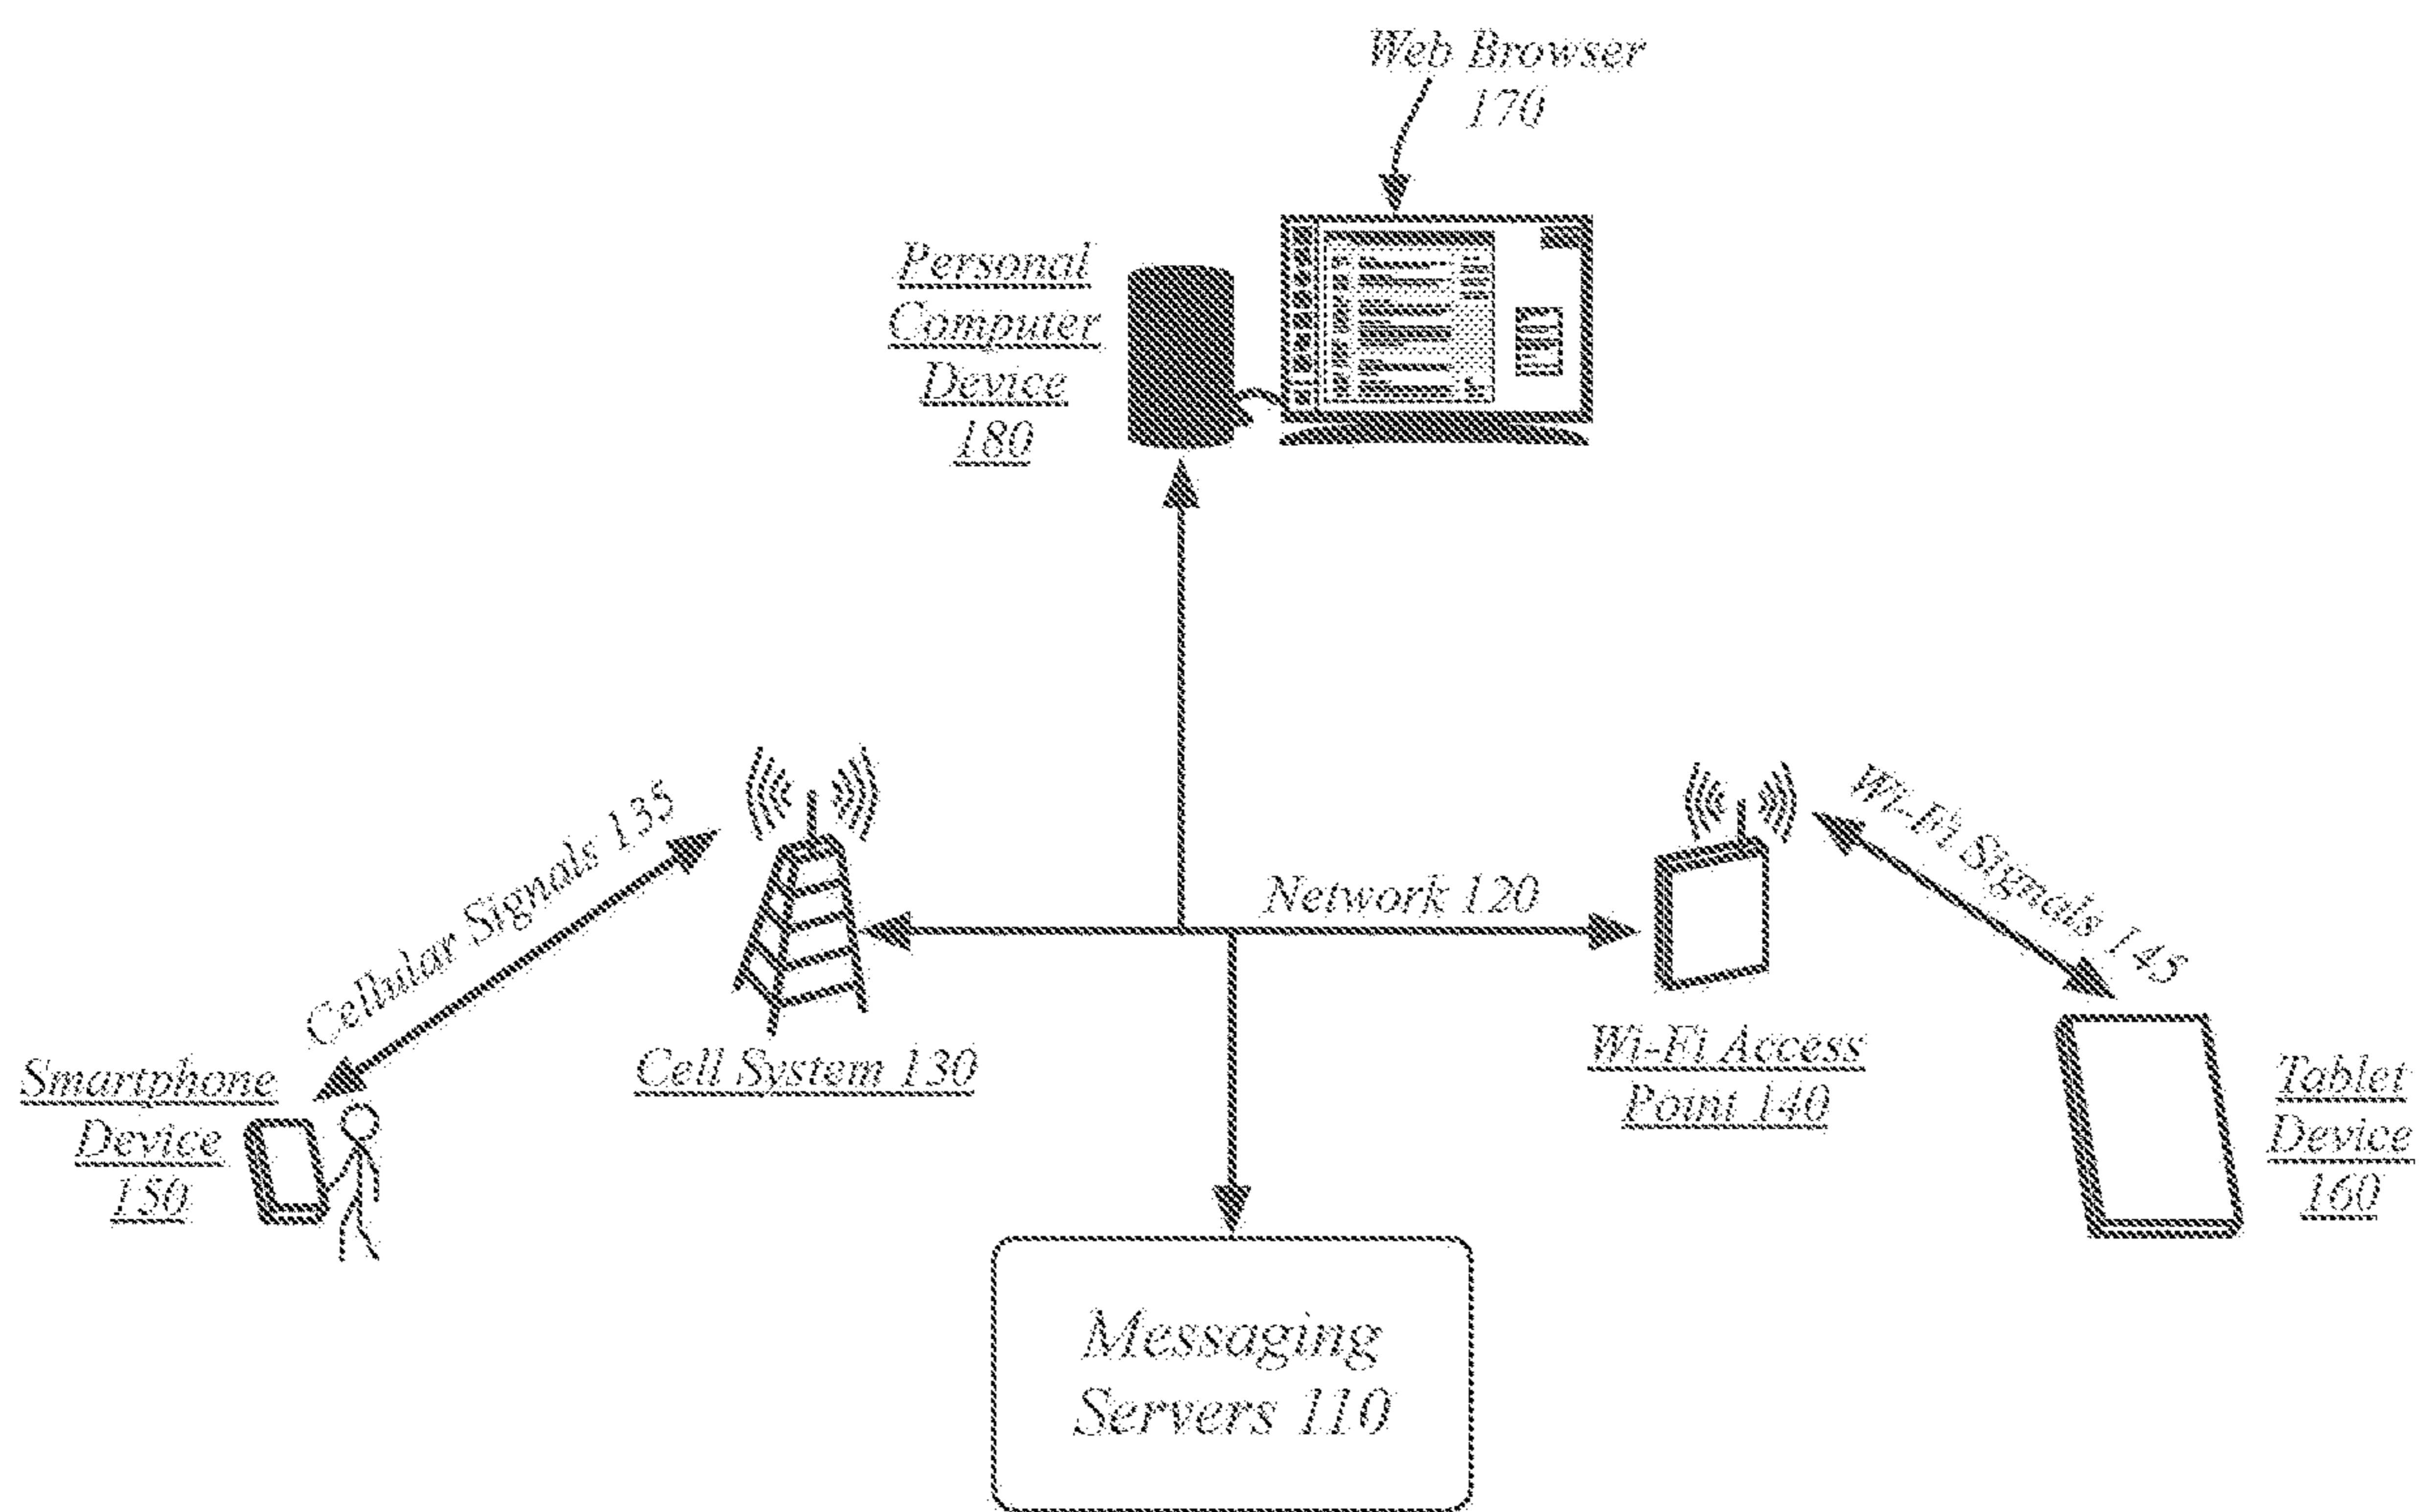 Web Browser
170
Personal
Computer
Device
180
Cellular Signals 135
Wi-Fi Signals 145
Network 120
Smartphone
Device
150
Cell System 130
Wi-Fi Access
Point 140
Tablet
Device
160
Messaging
Servers 110